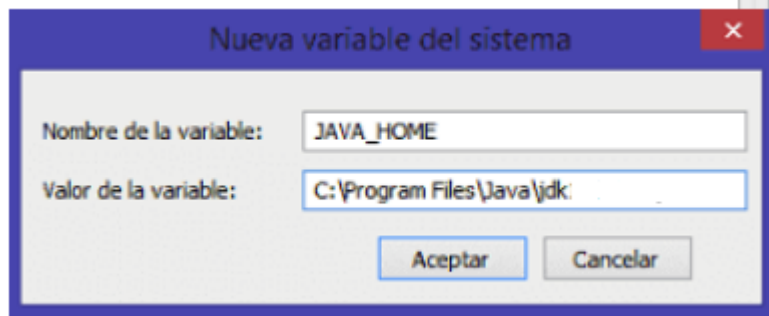 Nueva variable del sistema
Nombre de la variable: JAVA_HOME
Valor de la variable: C:\Program Files\Java\jdk
Aceptar Cancelar